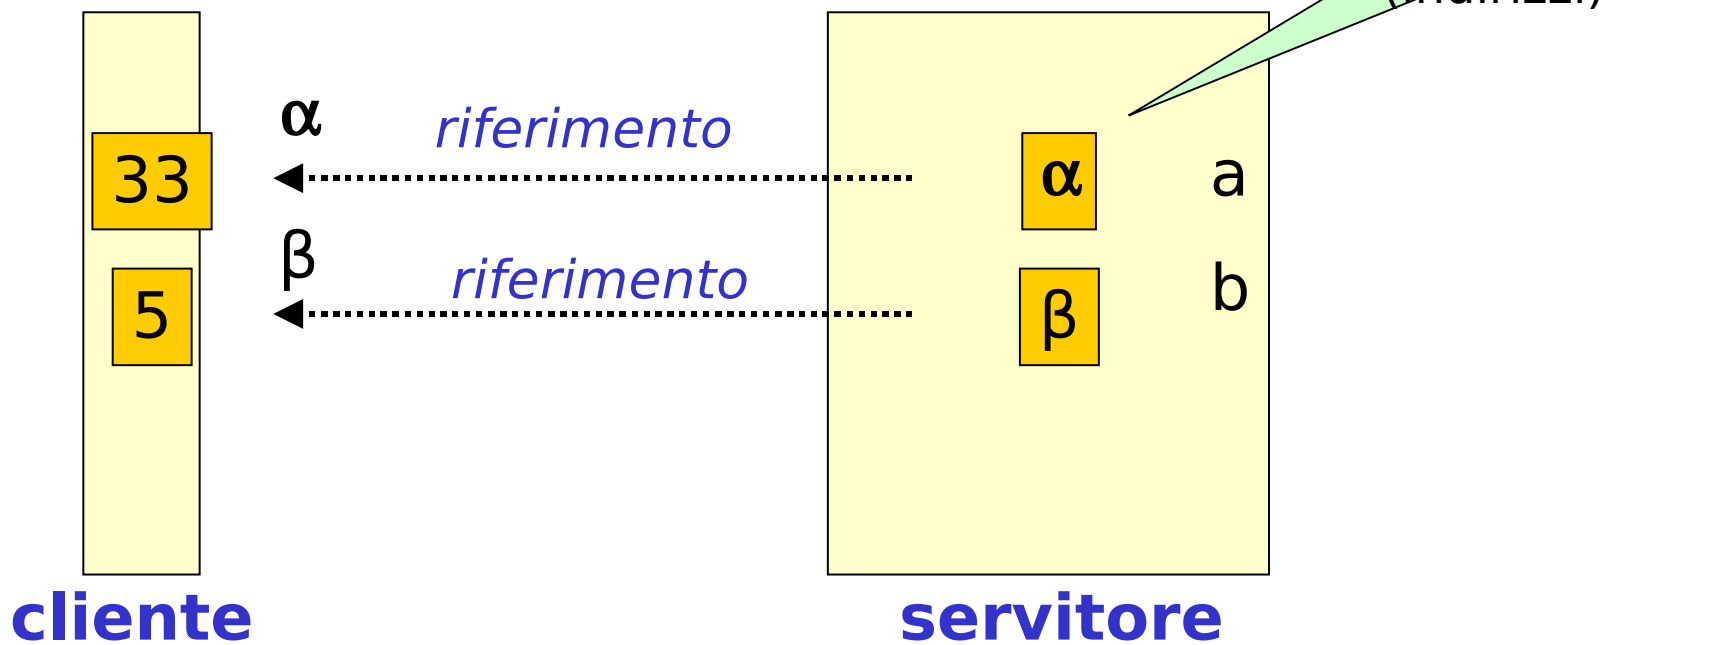 α
riferimento
33
α
a
β
riferimento
5
β
b
cliente
servitore